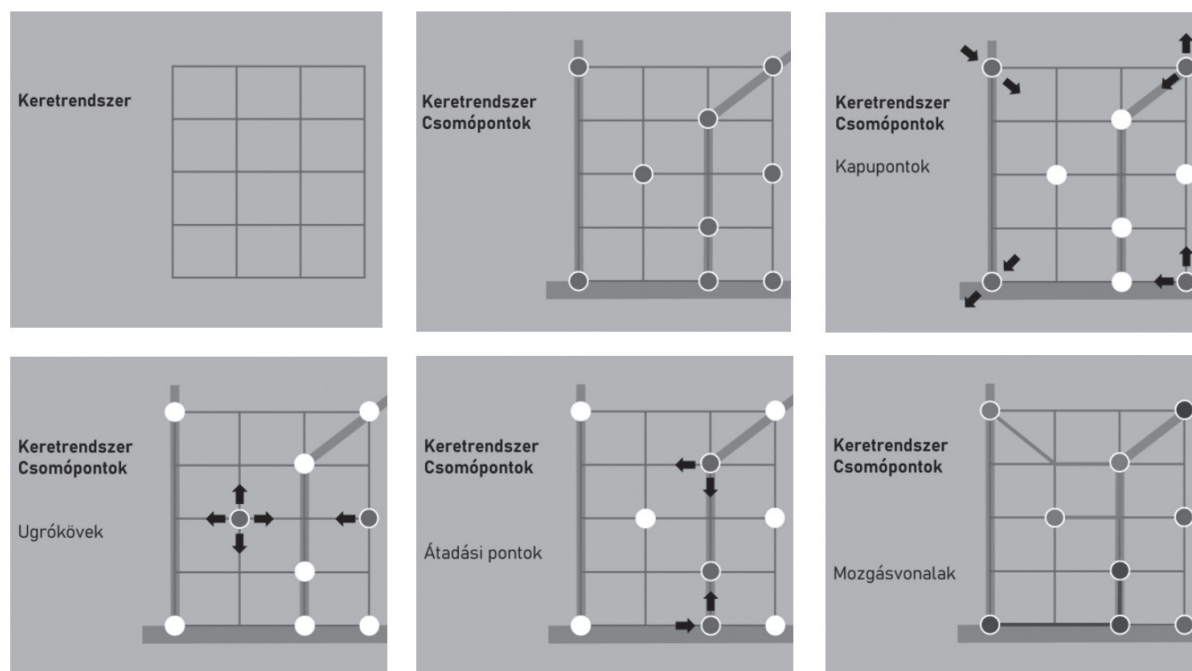 Keretrendszer
Keretrendszer
Csomópontok
Keretrendszer
Csomópontok
Kapupontok
Keretrendszer
Csomópontok
Ugrókövek
Keretrendszer
Csomópontok
Átadási pontok
Keretrendszer
Csomópontok
Mozgásvonalak